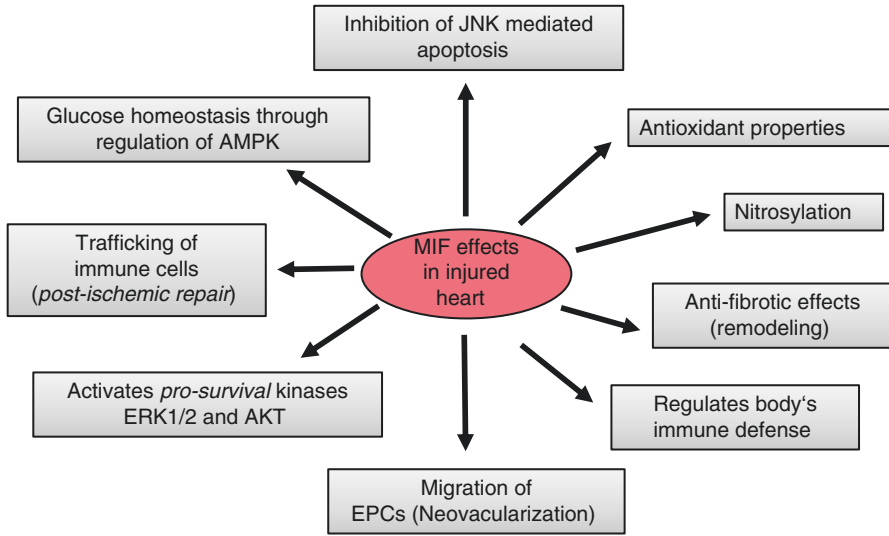 Inhibition of JNK mediated
apoptosis
Glucose homeostasis through
regulation of AMPK
Antioxidant properties
Nitrosylation
Trafficking of
immune cells
(post-ischemic repair)
MIF effects
in injured
heart
Anti-fibrotic effects
(remodeling)
Activates pro-survival kinases
ERK1/2 and AKT
Regulates body‘s
immune defense
Migration of
EPCs (Neovacularization)